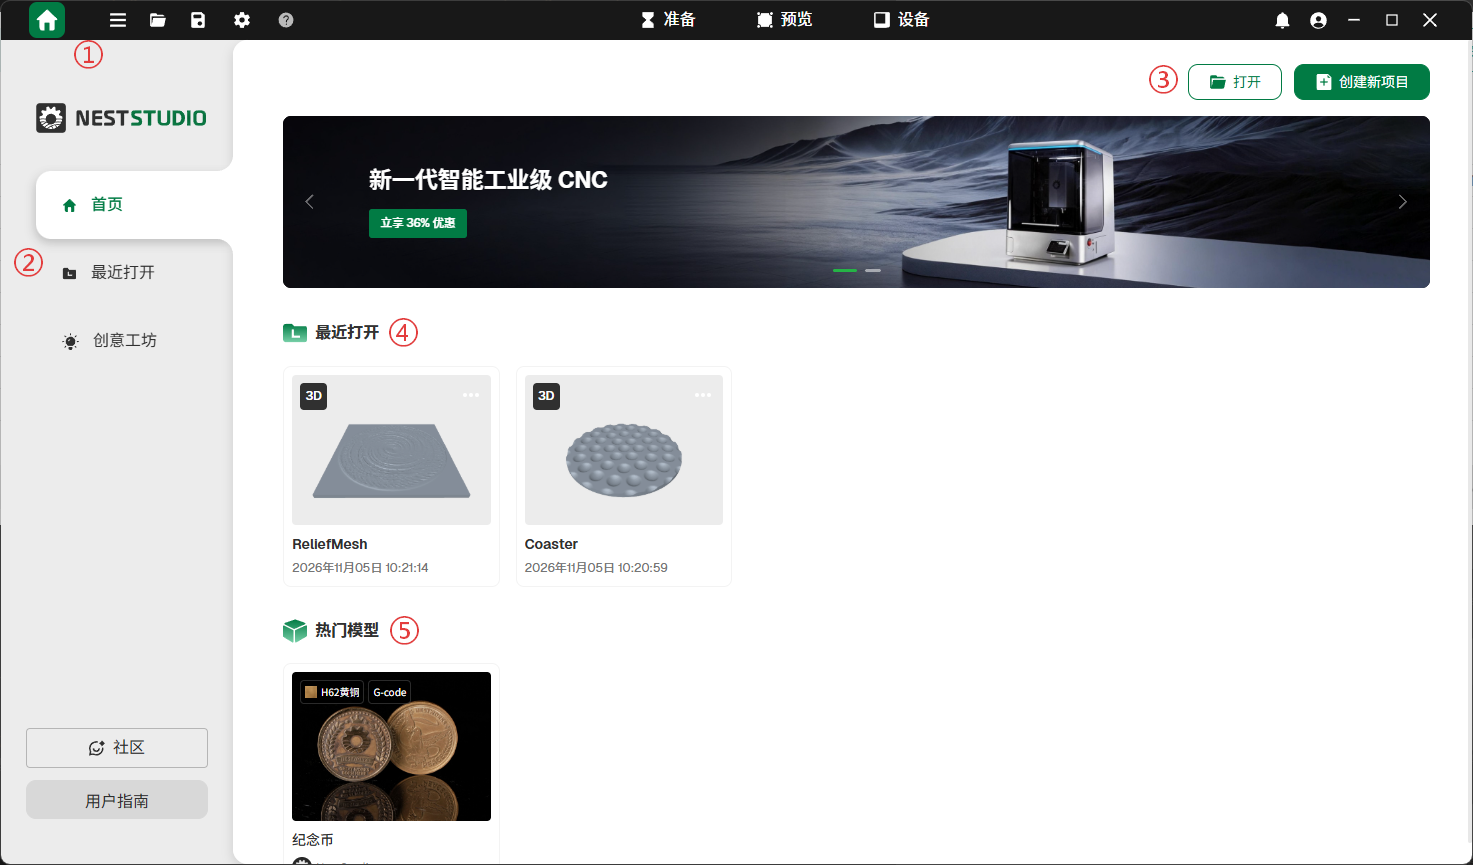 准备
预览
设备
①
NESTSTUDIO
首页
②
最近打开
创意工坊
社区
用户指南
③
打开
创建新项目
新一代智能工业级 CNC
立享 36% 优惠
最近打开 ④
3D
ReliefMesh
2026年11月05日 10:21:14
3D
Coaster
2026年11月05日 10:20:59
热门模型 ⑤
H62黄铜
G-code
纪念币